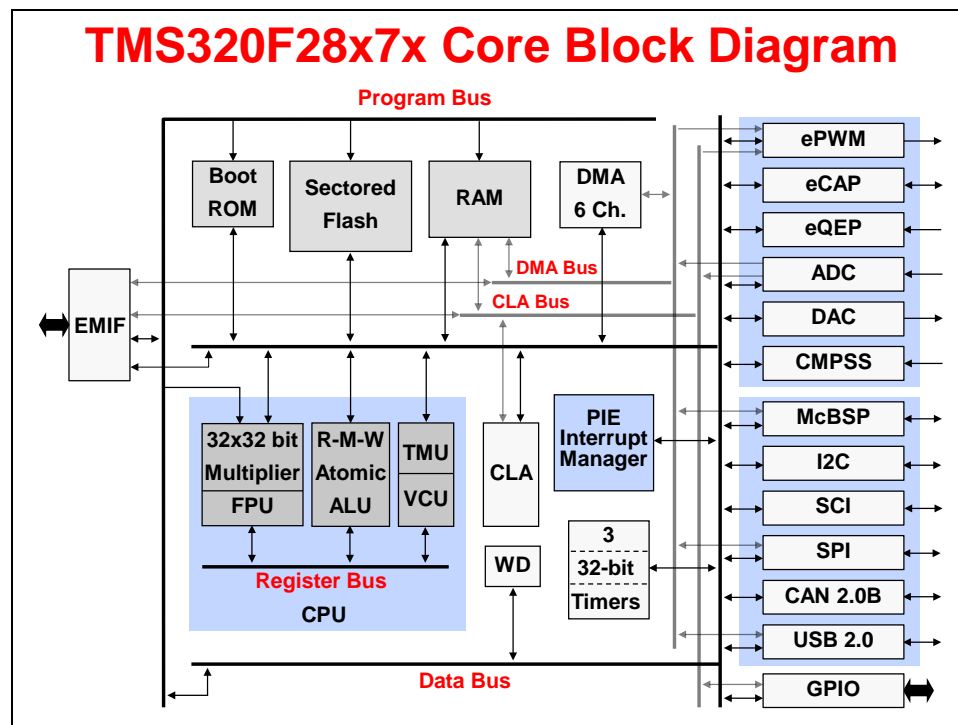 TMS320F28x7x Core Block Diagram
Program Bus
Boot
ROM
Sectored
Flash
RAM
DMA
6 Ch.
DMA Bus
CLA Bus
EMIF
32x32 bit
Multiplier
FPU
R-M-W
Atomic
ALU
TMU
VCU
Register Bus
CPU
CLA
WD
PIE
Interrupt
Manager
3
32-bit
Timers
Data Bus
ePWM
eCAP
eQEP
ADC
DAC
CMPSS
McBSP
I2C
SCI
SPI
CAN 2.0B
USB 2.0
GPIO